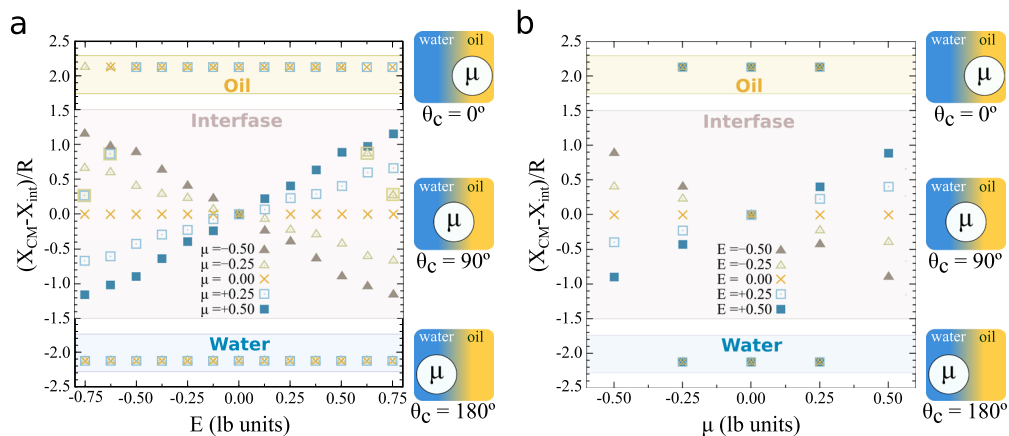 a
2.5
2.0
1.5
1.0
0.5
0.0
-0.5
-1.0
-1.5
-2.0
-2.5
(X_CM-X_int)/R
Oil
Interfase
μ =−0.50
μ =−0.25
μ = 0.00
μ =+0.25
μ =+0.50
Water
-0.75 -0.50 -0.25 0.00 0.25 0.50 0.75
E (lb units)
water oil
μ
θc = 0º
water oil
μ
θc = 90º
water oil
μ
θc = 180º
b
2.5
2.0
1.5
1.0
0.5
0.0
-0.5
-1.0
-1.5
-2.0
-2.5
(X_CM-X_int)/R
Oil
Interfase
E =−0.50
E =−0.25
E = 0.00
E =+0.25
E =+0.50
Water
-0.50 -0.25 0.00 0.25 0.50
μ (lb units)
water oil
μ
θc = 0º
water oil
μ
θc = 90º
water oil
μ
θc = 180º